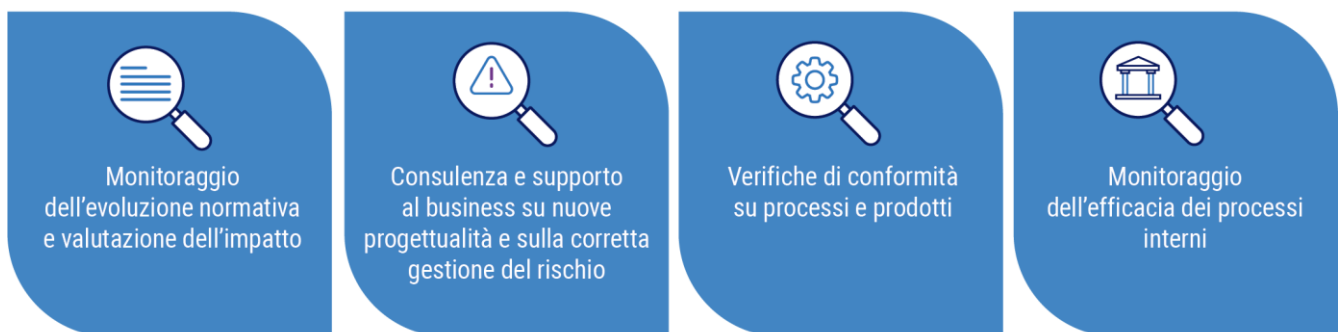 Monitoraggio
dell’evoluzione normativa
e valutazione dell’impatto
Consulenza e supporto
al business su nuove
progettualità e sulla corretta
gestione del rischio
Verifiche di conformità
su processi e prodotti
Monitoraggio
dell’efficacia dei processi
interni